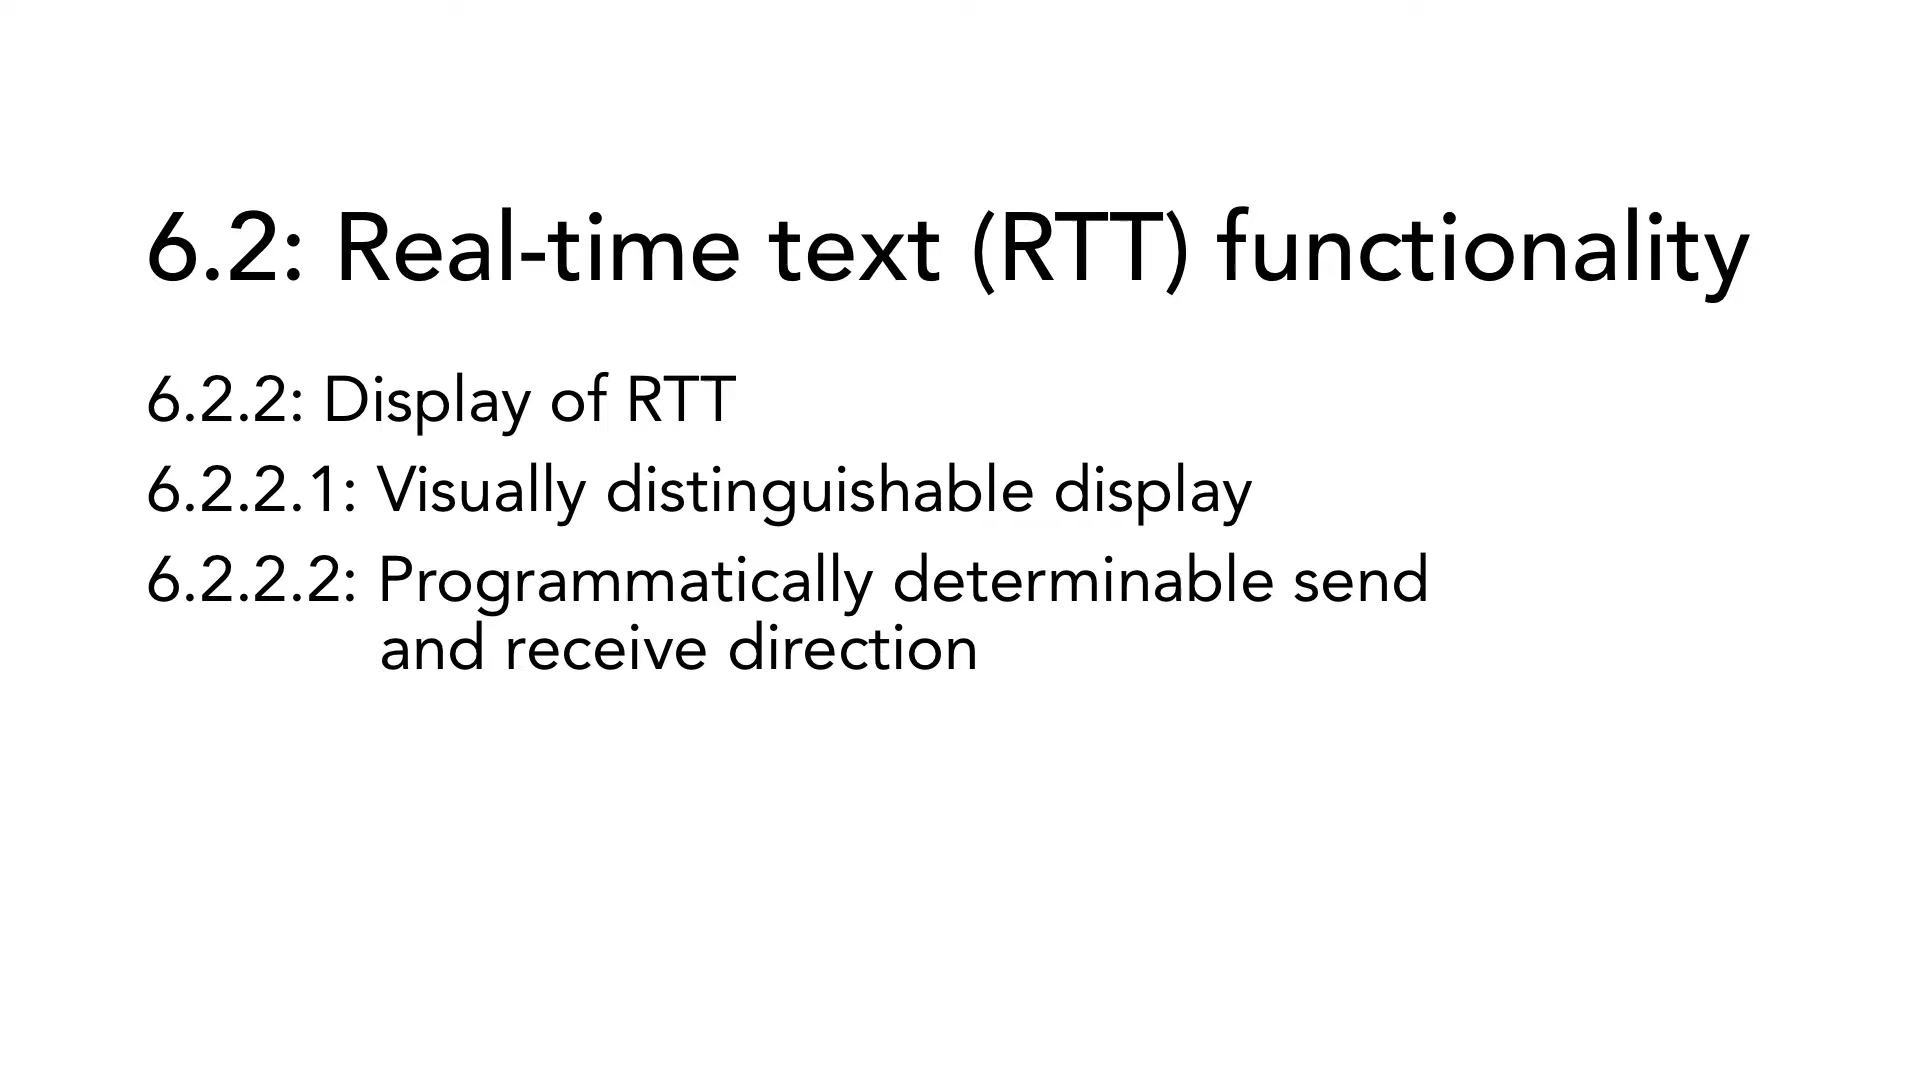 6.2: Real-time text (RTT) functionality
6.2.2: Display of RTT
6.2.2.1: Visually distinguishable display
6.2.2.2: Programmatically determinable send
and receive direction